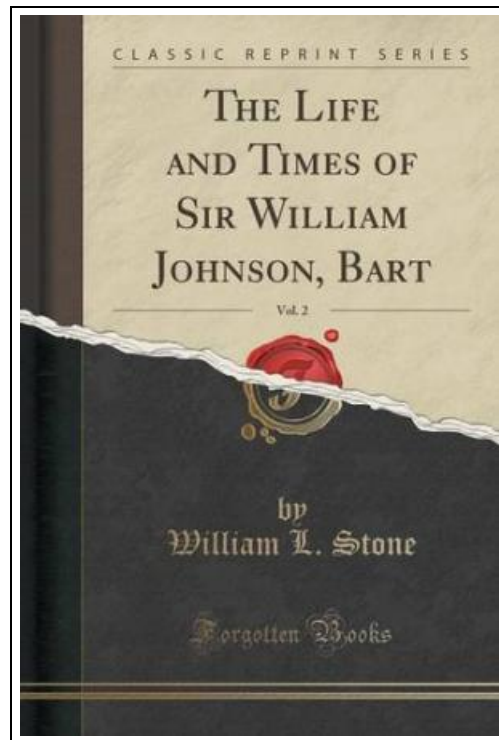 CLASSIC REPRINT SERIES
THE LIFE
AND TIMES OF
SIR WILLIAM
JOHNSON, BART
Vol. 2
F
by
William L. Stone
Forgotten Books